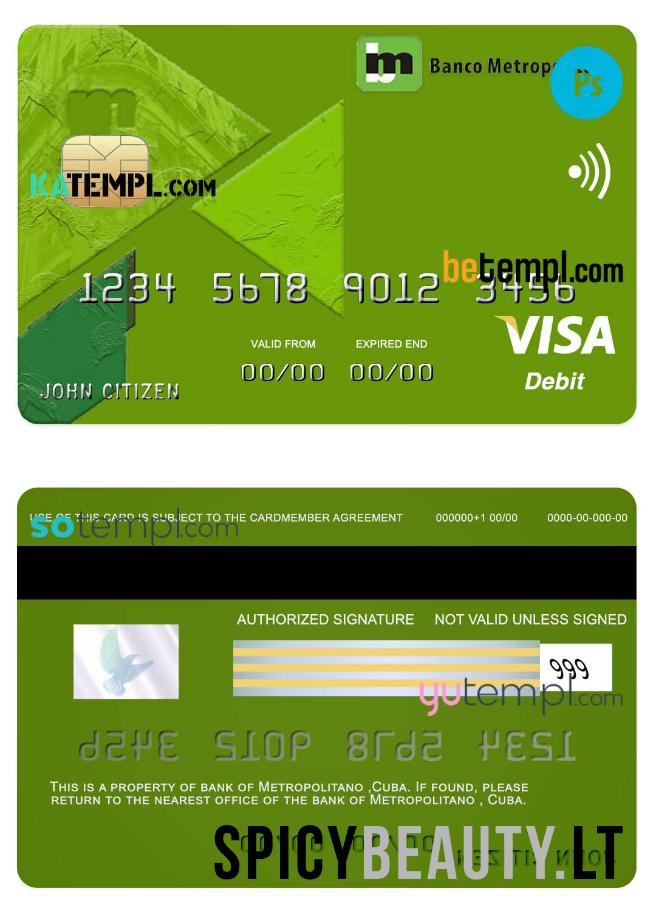 bm Banco Metropo
Ps
KATEMPL.COM
betempl.com
1234 5678 9012 3456
VISA
VALID FROM EXPIRED END
00/00 00/00
Debit
JOHN CITIZEN
USE OF THIS CARD IS SUBJECT TO THE CARDMEMBER AGREEMENT 000000+1 00/00 0000-00-000-00
sotempl.com
AUTHORIZED SIGNATURE NOT VALID UNLESS SIGNED
999
yutempl.com
THIS IS A PROPERTY OF BANK OF METROPOLITANO ,CUBA. IF FOUND, PLEASE
RETURN TO THE NEAREST OFFICE OF THE BANK OF METROPOLITANO , CUBA.
SPICYBEAUTY.LT